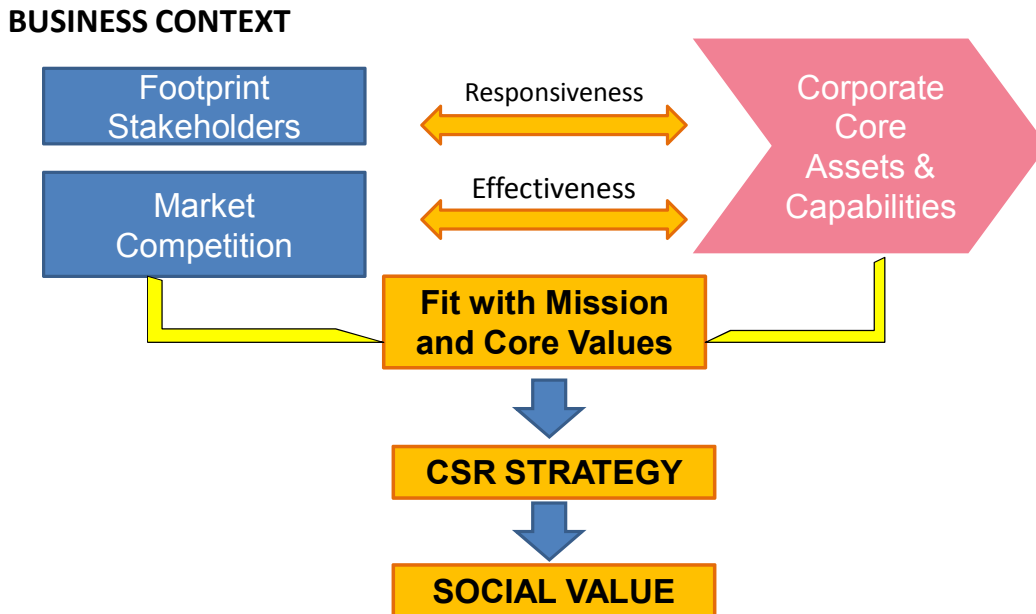 BUSINESS CONTEXT
Footprint
Stakeholders
Responsiveness
Corporate
Core
Assets &
Capabilities
Market
Competition
Effectiveness
Fit with Mission
and Core Values
CSR STRATEGY
SOCIAL VALUE